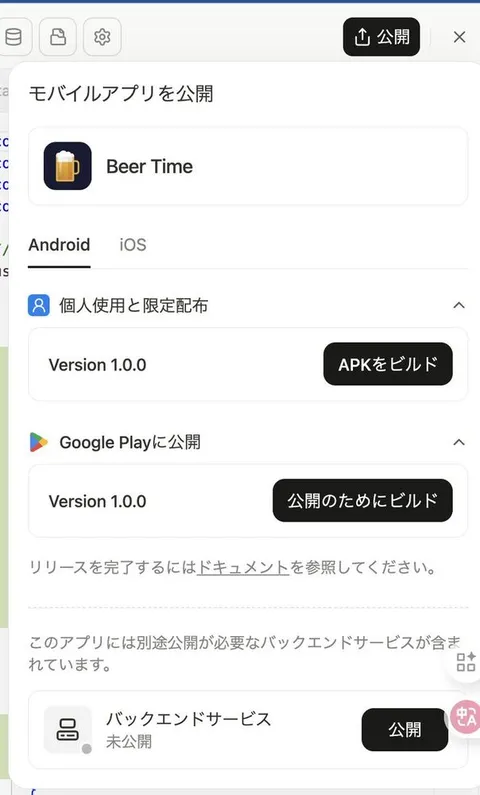 公開
モバイルアプリを公開
Beer Time
Android
iOS
個人使用と限定配布
Version 1.0.0
APKをビルド
Google Playに公開
Version 1.0.0
公開のためにビルド
リリースを完了するにはドキュメントを参照してください。
このアプリには別途公開が必要なバックエンドサービスが含ま
れています。
バックエンドサービス
未公開
公開